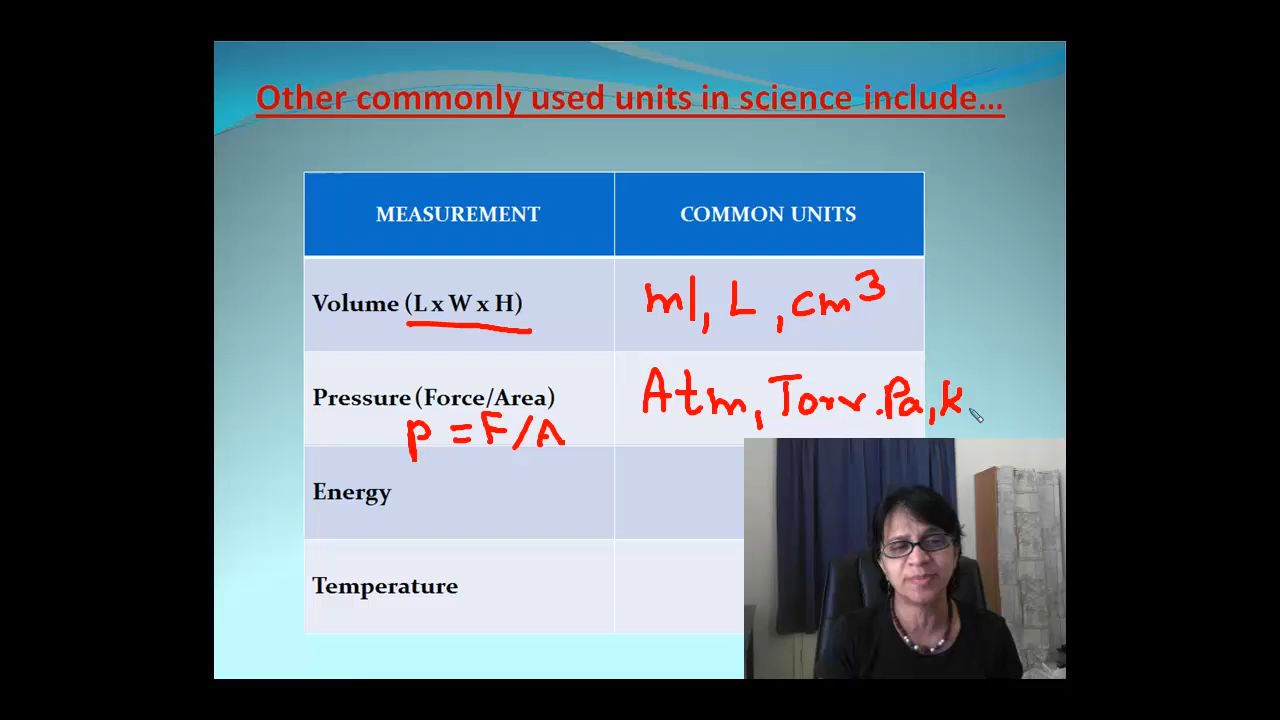 Other commonly used units in science include...
MEASUREMENT COMMON UNITS
Volume (L x W x H) ml, L, cm³
Pressure (Force/Area) Atm, Torr. Pa, k
P = F/A
Energy
Temperature